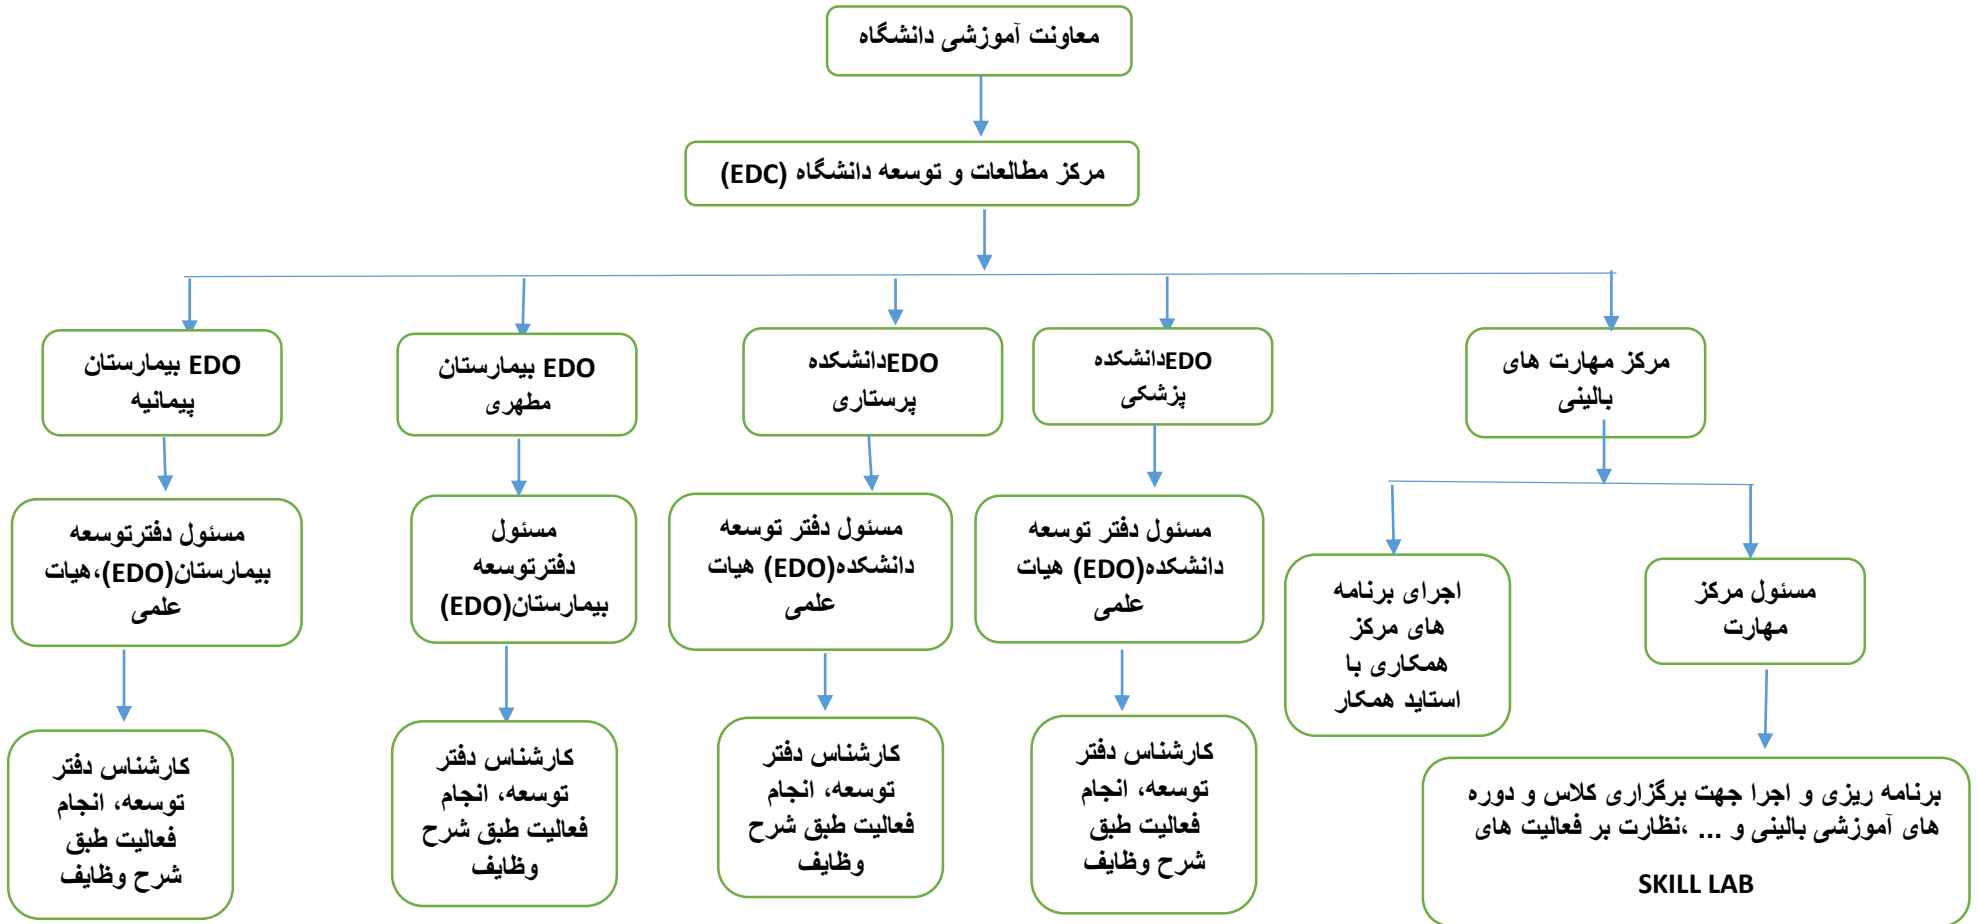 معاونت آموزشی دانشگاه
مرکز مطالعات و توسعه دانشگاه (EDC)
مرکز مهارت های
بالینی
EDOدانشکده
پزشکی
EDOدانشکده
پرستاری
EDO بیمارستان
مطهری
EDO بیمارستان
پیمانیه
مسئول مرکز
مهارت
اجرای برنامه
های مرکز
همکاری با
استاید همکار
مسئول دفتر توسعه
دانشکده(EDO) هیات
علمی
مسئول دفتر توسعه
دانشکده(EDO) هیات
علمی
مسئول
دفترتوسعه
بیمارستان(EDO)
مسئول دفترتوسعه
بیمارستان(EDO)،هیات
علمی
برنامه ریزی و اجرا جهت برگزاری کلاس و دوره
های آموزشی بالینی و ... ،نظارت بر فعالیت های
SKILL LAB
کارشناس دفتر
توسعه، انجام
فعالیت طبق
شرح وظایف
کارشناس دفتر
توسعه، انجام
فعالیت طبق شرح
وظایف
کارشناس دفتر
توسعه، انجام
فعالیت طبق شرح
وظایف
کارشناس دفتر
توسعه، انجام
فعالیت طبق
شرح وظایف